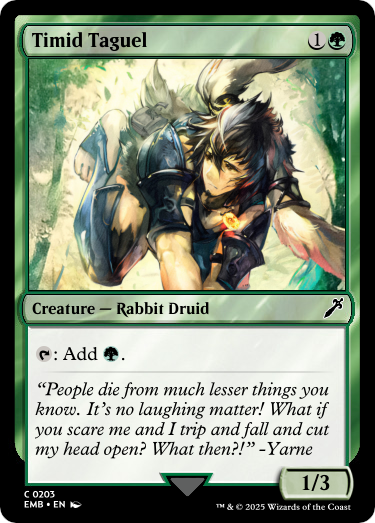 Timid Taguel 1
Creature — Rabbit Druid
: Add .
“People die from much lesser things you
know. It’s no laughing matter! What if
you scare me and I trip and fall and cut
my head open? What then?!” -Yarne
1/3
C 0203
EMB • EN
™ & © 2025 Wizards of the Coast